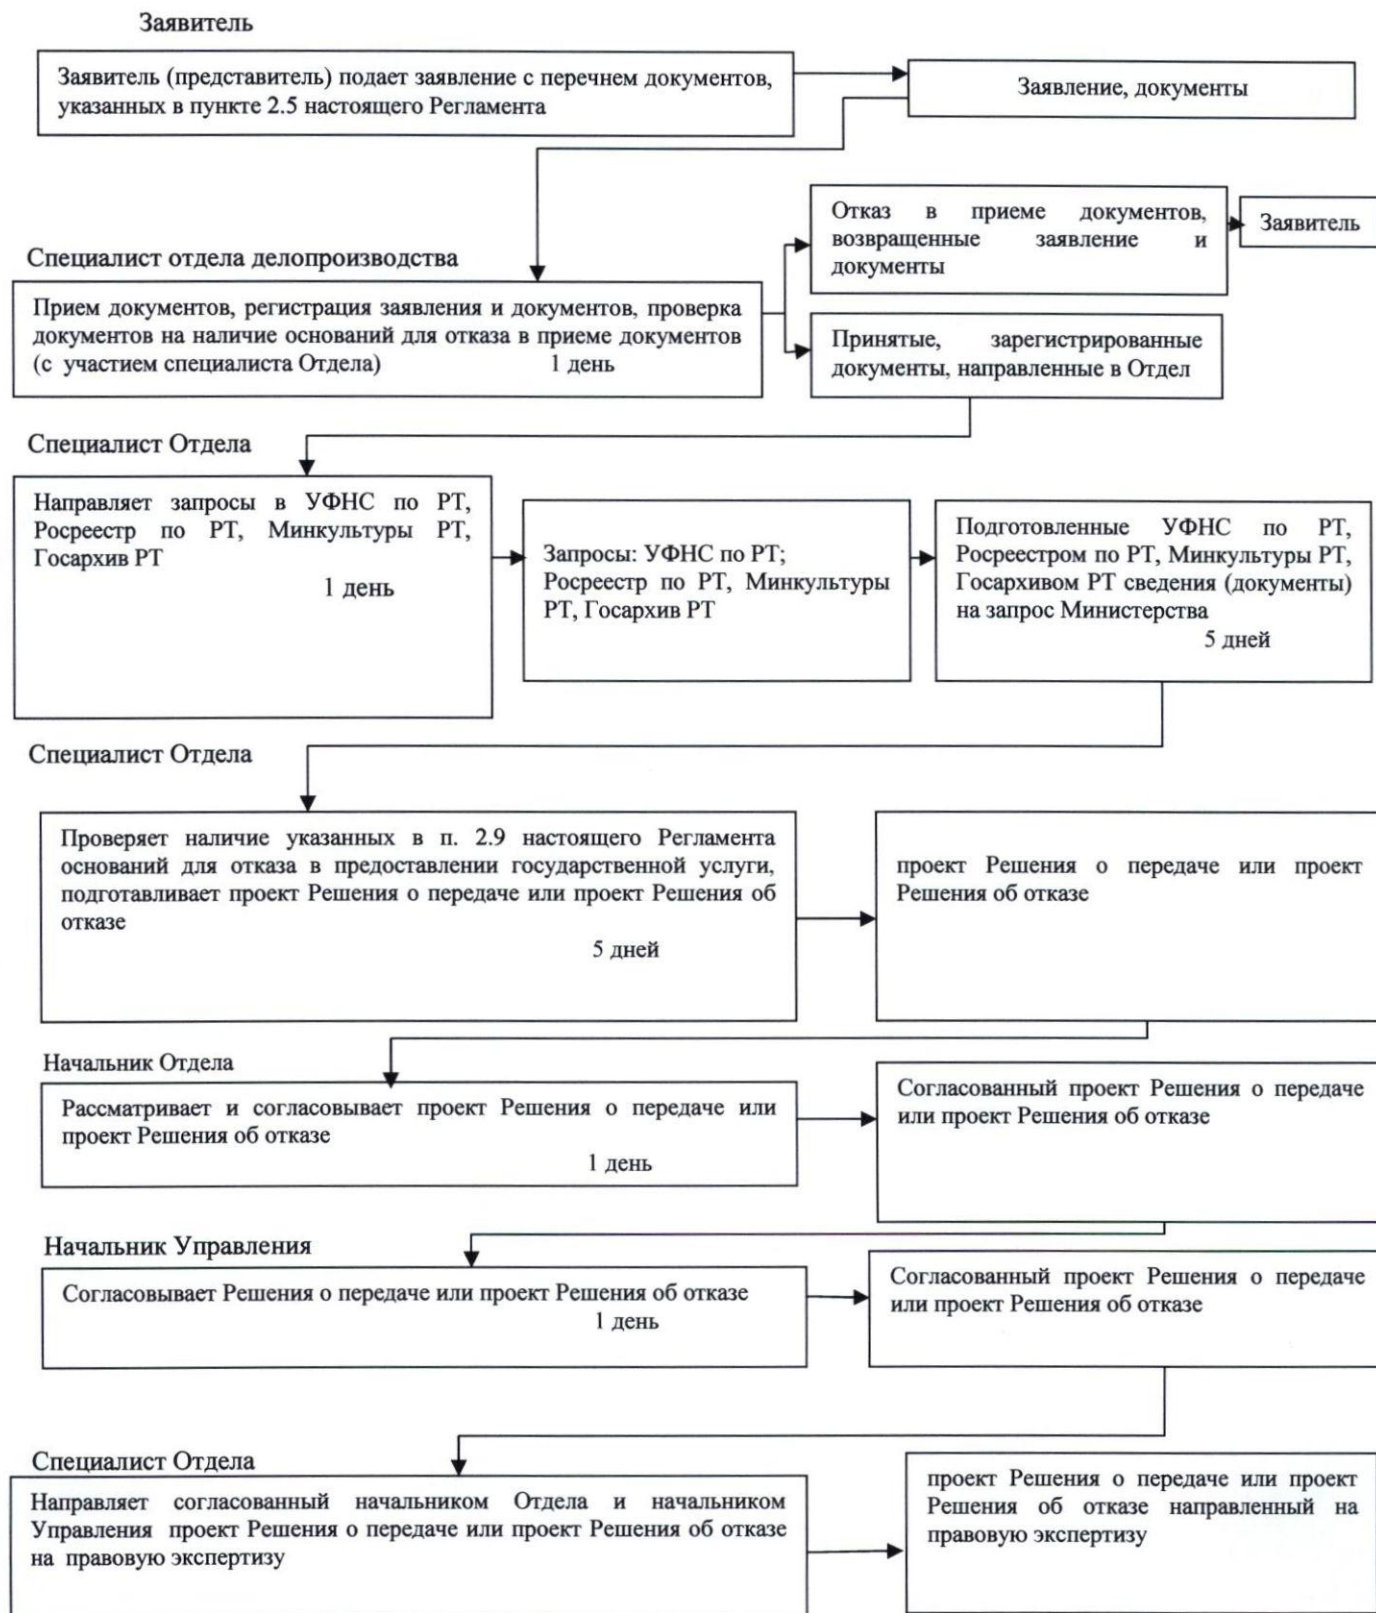 Заявитель
Заявитель (представитель) подает заявление с перечнем документов,
указанных в пункте 2.5 настоящего Регламента
Заявление, документы
Отказ в приеме документов,
возвращенные заявление и
документы
Заявитель
Специалист отдела делопроизводства
Прием документов, регистрация заявления и документов, проверка
документов на наличие оснований для отказа в приеме документов
(с участием специалиста Отдела) 1 день
Принятые, зарегистрированные
документы, направленные в Отдел
Специалист Отдела
Направляет запросы в УФНС по РТ,
Росреестр по РТ, Минкультуры РТ,
Госархив РТ
1 день
Запросы: УФНС по РТ;
Росреестр по РТ, Минкультуры
РТ, Госархив РТ
Подготовленные УФНС по РТ,
Росреестром по РТ, Минкультуры РТ,
Госархивом РТ сведения (документы)
на запрос Министерства
5 дней
Специалист Отдела
Проверяет наличие указанных в п. 2.9 настоящего Регламента
оснований для отказа в предоставлении государственной услуги,
подготавливает проект Решения о передаче или проект Решения об
отказе
5 дней
проект Решения о передаче или проект
Решения об отказе
Начальник Отдела
Рассматривает и согласовывает проект Решения о передаче или
проект Решения об отказе
1 день
Согласованный проект Решения о передаче
или проект Решения об отказе
Начальник Управления
Согласовывает Решения о передаче или проект Решения об отказе
1 день
Согласованный проект Решения о передаче
или проект Решения об отказе
Специалист Отдела
Направляет согласованный начальником Отдела и начальником
Управления проект Решения о передаче или проект Решения об отказе
на правовую экспертизу
проект Решения о передаче или проект
Решения об отказе направленный на
правовую экспертизу